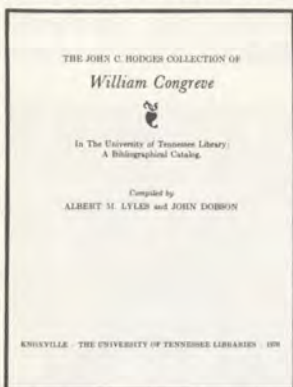 THE JOHN C. HODGES COLLECTION OF
William Congreve
In The University of Tennessee Library:
A Bibliographical Catalog.
Compiled by
ALBERT M. LYLES and JOHN DOBSON
KNOXVILLE · THE UNIVERSITY OF TENNESSEE LIBRARIES · 1970